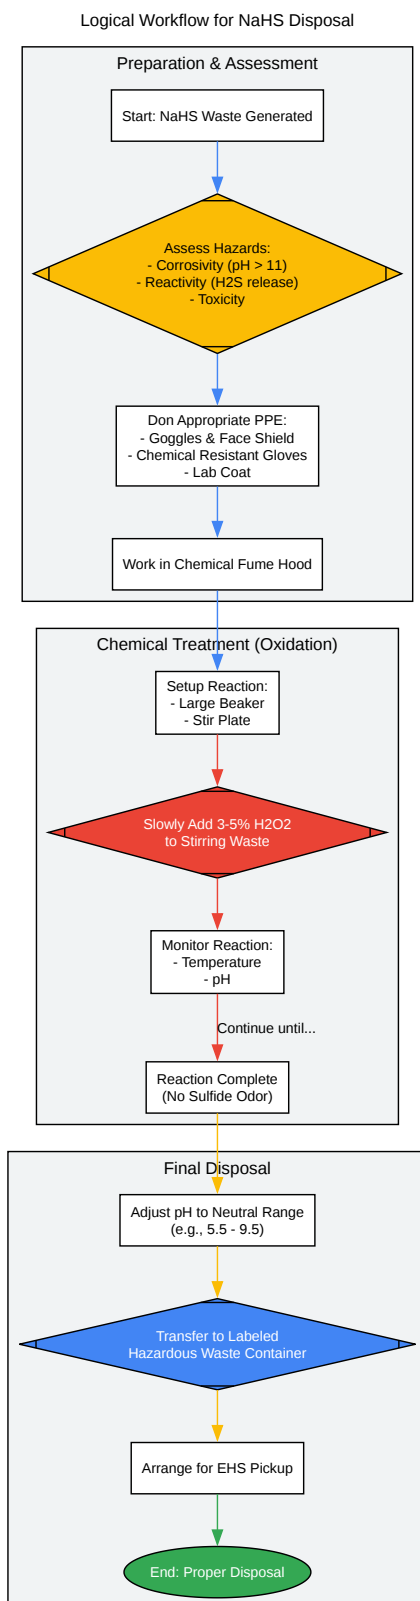 Logical Workflow for NaHS Disposal
Preparation & Assessment
Start: NaHS Waste Generated
Assess Hazards:
- Corrosivity (pH > 11)
- Reactivity (H2S release)
- Toxicity
Don Appropriate PPE:
- Goggles & Face Shield
- Chemical Resistant Gloves
- Lab Coat
Work in Chemical Fume Hood
Chemical Treatment (Oxidation)
Setup Reaction:
- Large Beaker
- Stir Plate
Slowly Add 3-5% H2O2
to Stirring Waste
Monitor Reaction:
- Temperature
- pH
Continue until...
Reaction Complete
(No Sulfide Odor)
Final Disposal
Adjust pH to Neutral Range
(e.g., 5.5 - 9.5)
Transfer to Labeled
Hazardous Waste Container
Arrange for EHS Pickup
End: Proper Disposal